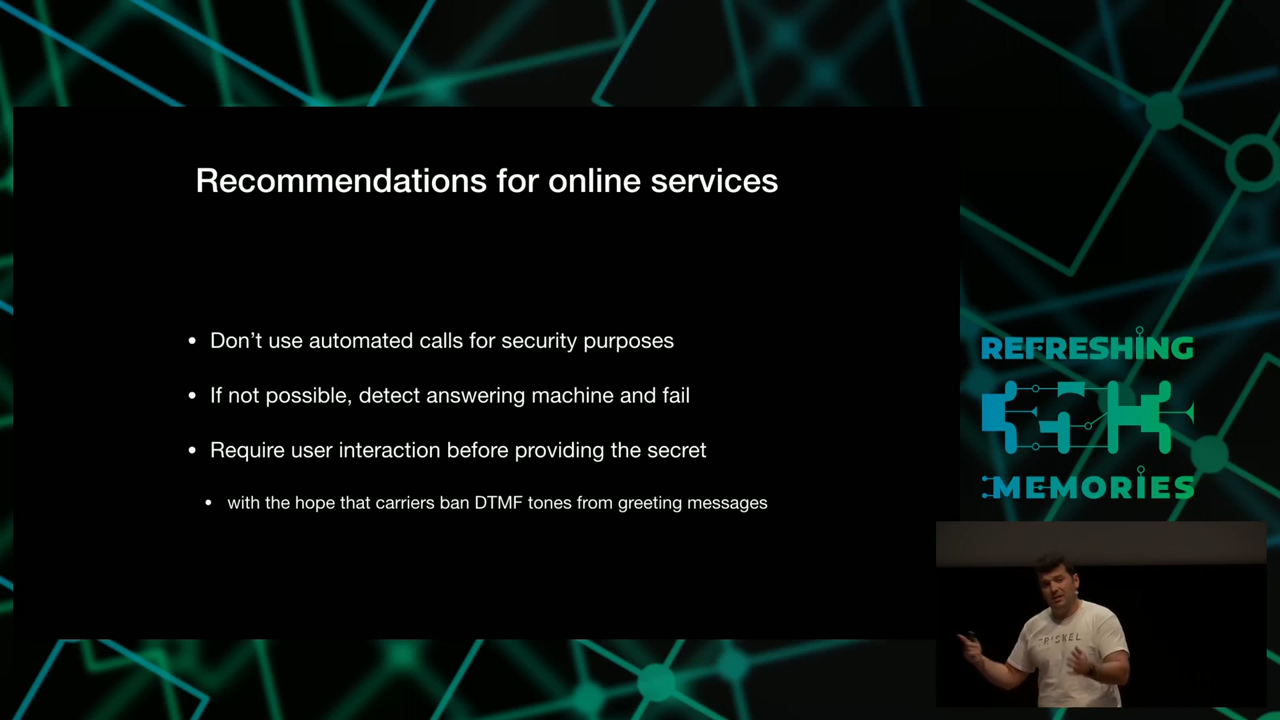 Recommendations for online services
• Don’t use automated calls for security purposes
• If not possible, detect answering machine and fail
• Require user interaction before providing the secret
• with the hope that carriers ban DTMF tones from greeting messages
REFRESHING
MEMORIES